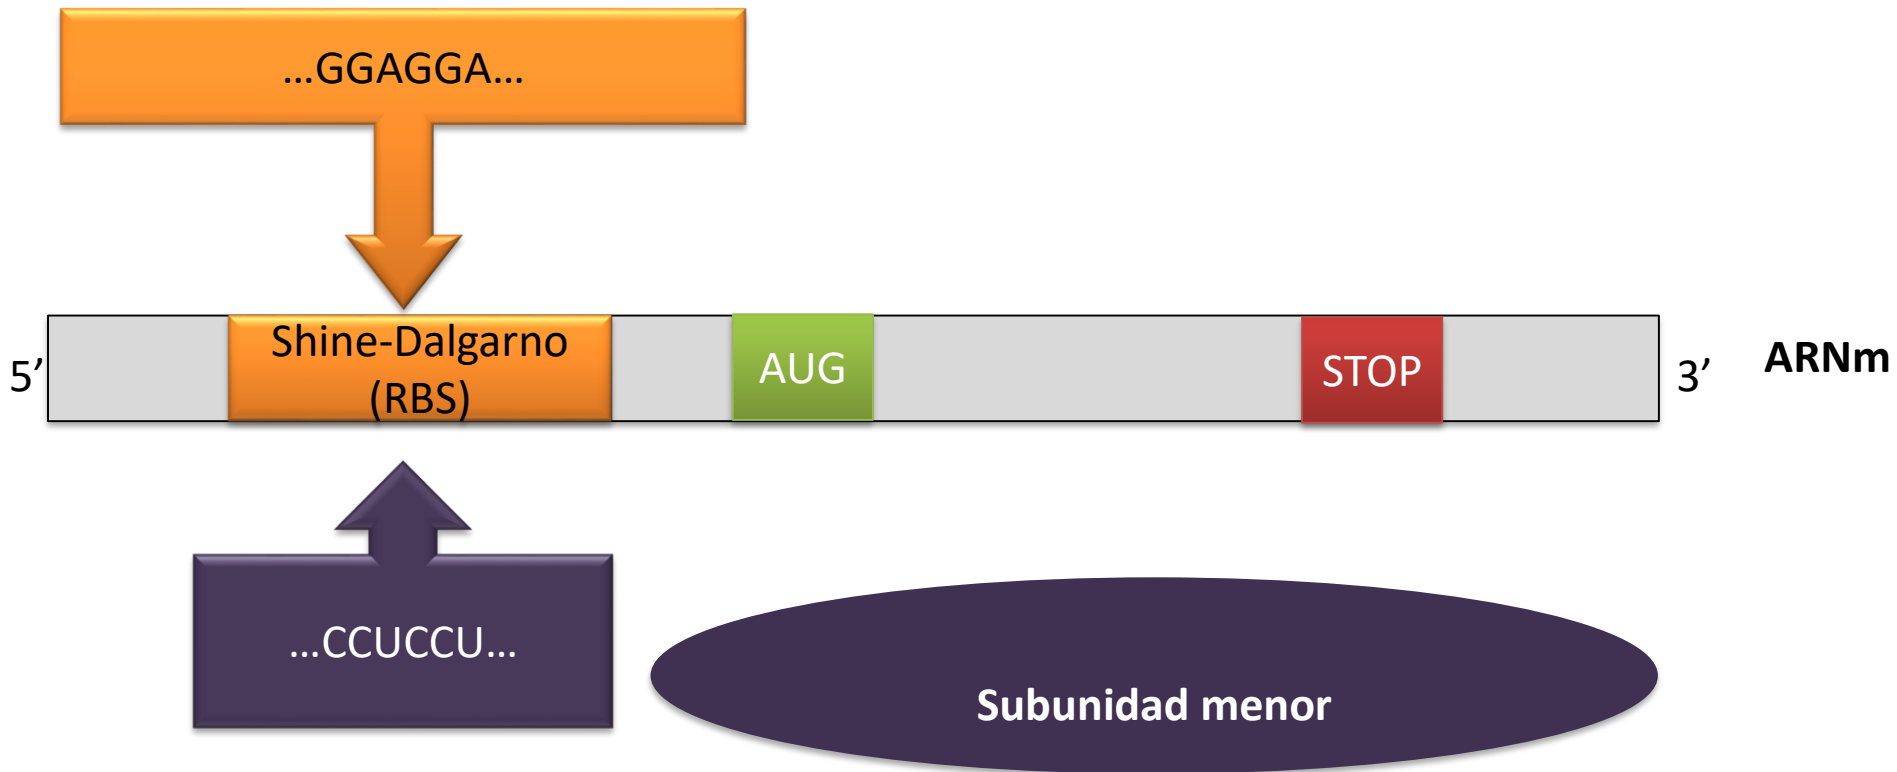 …GGAGGA…
Shine-Dalgarno
(RBS)
AUG
STOP
5’
3’
ARNm
…CCUCCU…
Subunidad menor